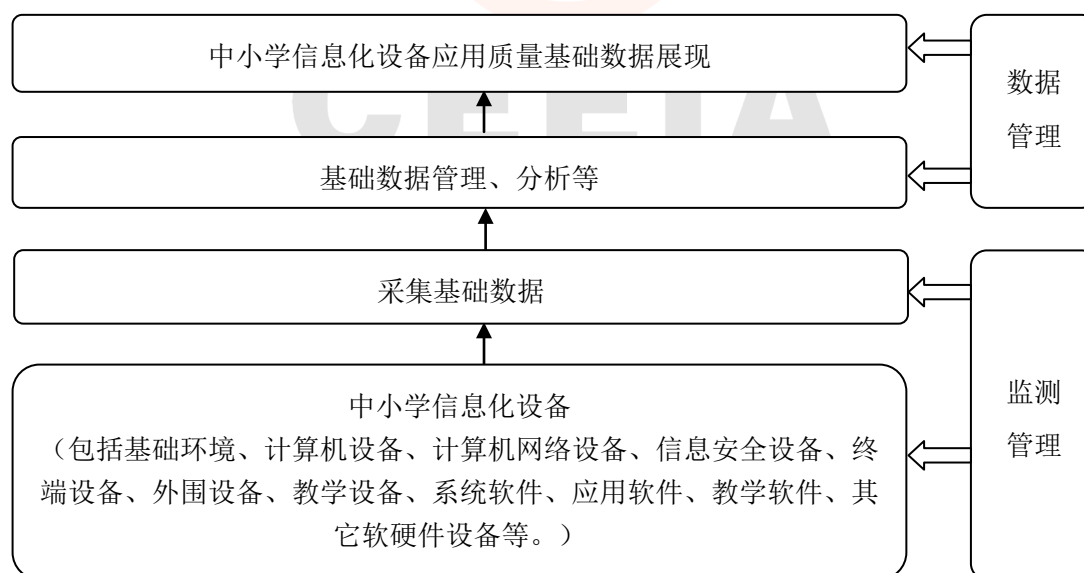 中小学信息化设备应用质量基础数据展现
数据
管理
CEEIA
基础数据管理、分析等
采集基础数据
中小学信息化设备
（包括基础环境、计算机设备、计算机网络设备、信息安全设备、终
端设备、外围设备、教学设备、系统软件、应用软件、教学软件、其
它软硬件设备等。）
监测
管理